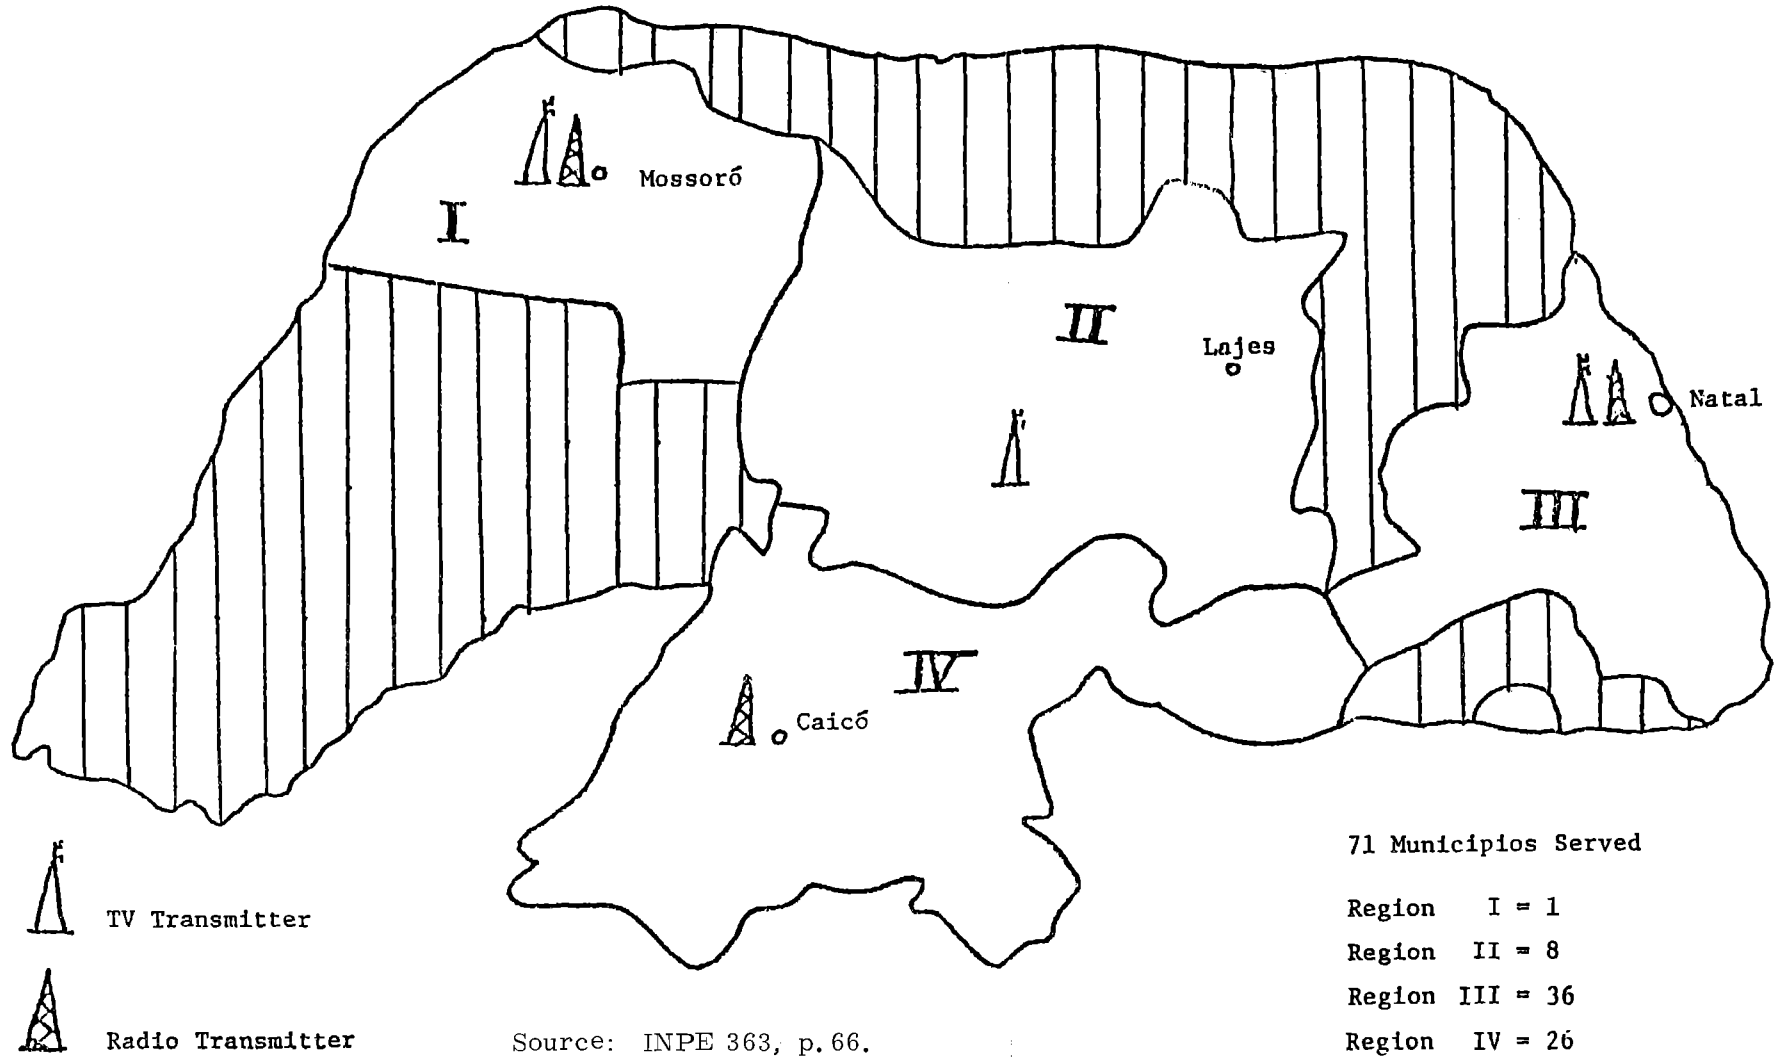 Mossoró
I
II
Lajes
Natal
III
IV
Caicó
71 Municipios Served
TV Transmitter
Region I = 1
Region II = 8
Region III = 36
Region IV = 26
Radio Transmitter
Source: INPE 363, p. 66.